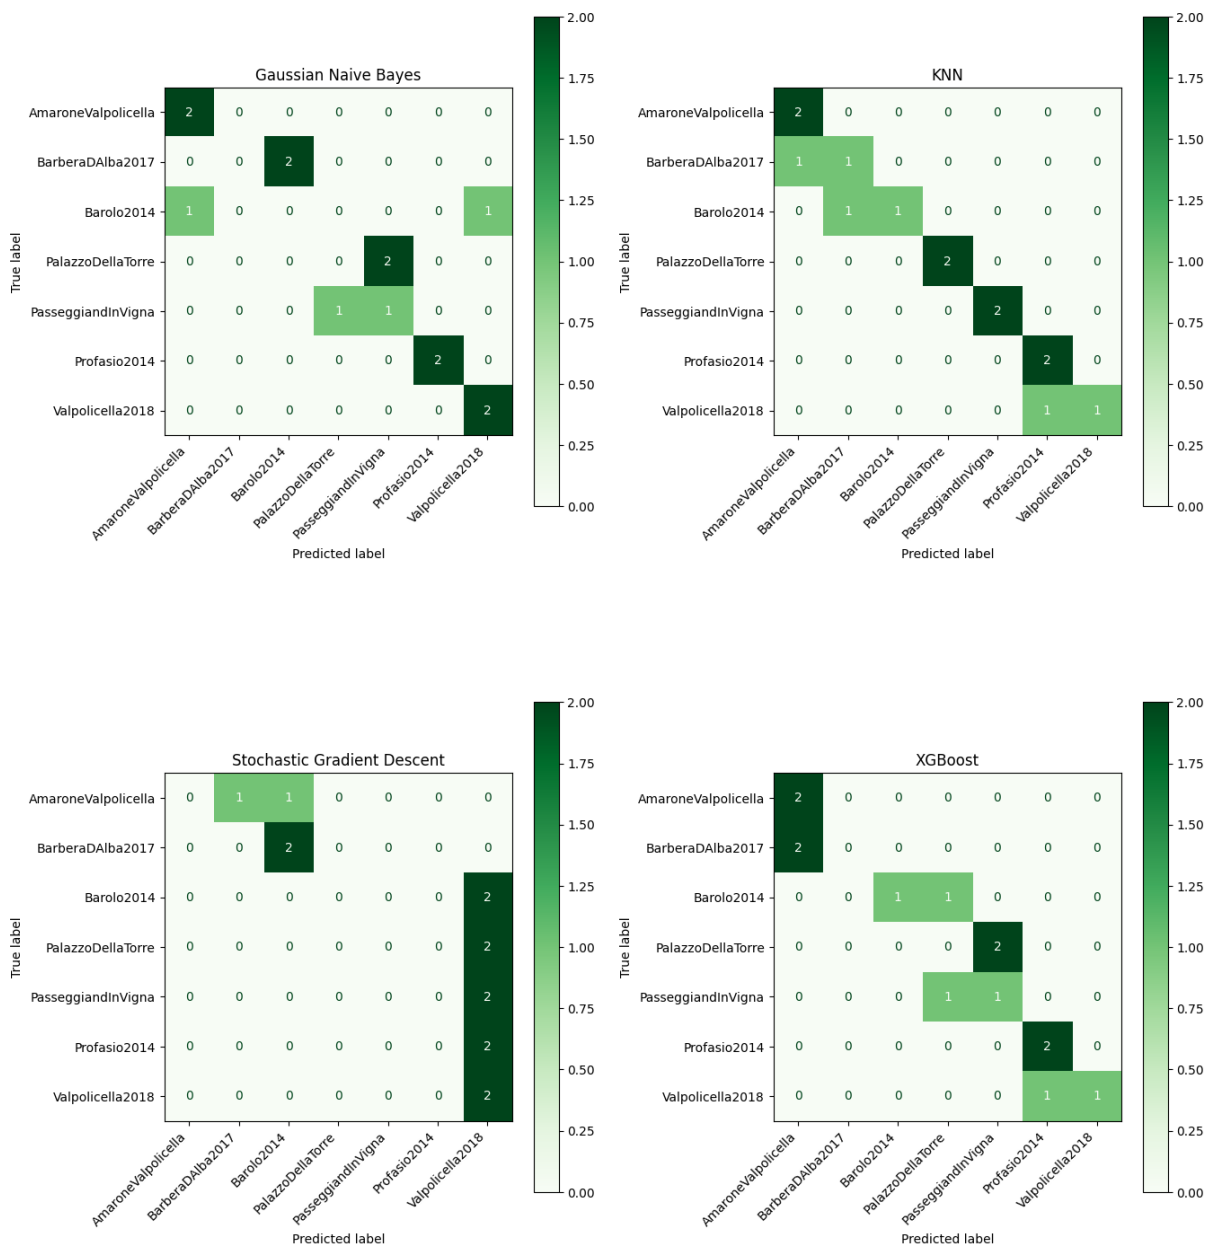 Gaussian Naive Bayes
AmaroneValpolicella 2 0 0 0 0 0 0
BarberaDAlba2017 0 0 2 0 0 0 0
Barolo2014 1 0 0 0 0 0 1
PalazzoDellaTorre 0 0 0 0 2 0 0
PasseggiandInVigna 0 0 0 1 1 0 0
Profasio2014 0 0 0 0 0 2 0
Valpolicella2018 0 0 0 0 0 0 2
True label
AmaroneValpolicella
BarberaDAlba2017
Barolo2014
PalazzoDellaTorre
PasseggiandInVigna
Profasio2014
Valpolicella2018
Predicted label
2.00
1.75
1.50
1.25
1.00
0.75
0.50
0.25
0.00
KNN
AmaroneValpolicella 2 0 0 0 0 0 0
BarberaDAlba2017 1 1 0 0 0 0 0
Barolo2014 0 1 1 0 0 0 0
PalazzoDellaTorre 0 0 0 2 0 0 0
PasseggiandInVigna 0 0 0 0 2 0 0
Profasio2014 0 0 0 0 0 2 0
Valpolicella2018 0 0 0 0 0 1 1
True label
AmaroneValpolicella
BarberaDAlba2017
Barolo2014
PalazzoDellaTorre
PasseggiandInVigna
Profasio2014
Valpolicella2018
Predicted label
2.00
1.75
1.50
1.25
1.00
0.75
0.50
0.25
0.00
Stochastic Gradient Descent
AmaroneValpolicella 0 1 1 0 0 0 0
BarberaDAlba2017 0 0 2 0 0 0 0
Barolo2014 0 0 0 0 0 0 2
PalazzoDellaTorre 0 0 0 0 0 0 2
PasseggiandInVigna 0 0 0 0 0 0 2
Profasio2014 0 0 0 0 0 0 2
Valpolicella2018 0 0 0 0 0 0 2
True label
AmaroneValpolicella
BarberaDAlba2017
Barolo2014
PalazzoDellaTorre
PasseggiandInVigna
Profasio2014
Valpolicella2018
Predicted label
2.00
1.75
1.50
1.25
1.00
0.75
0.50
0.25
0.00
XGBoost
AmaroneValpolicella 2 0 0 0 0 0 0
BarberaDAlba2017 2 0 0 0 0 0 0
Barolo2014 0 0 1 1 0 0 0
PalazzoDellaTorre 0 0 0 0 2 0 0
PasseggiandInVigna 0 0 0 1 1 0 0
Profasio2014 0 0 0 0 0 2 0
Valpolicella2018 0 0 0 0 0 1 1
True label
AmaroneValpolicella
BarberaDAlba2017
Barolo2014
PalazzoDellaTorre
PasseggiandInVigna
Profasio2014
Valpolicella2018
Predicted label
2.00
1.75
1.50
1.25
1.00
0.75
0.50
0.25
0.00